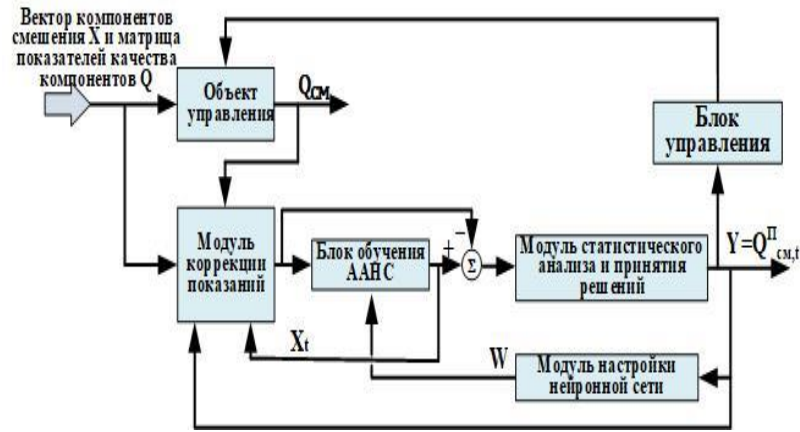 Вектор компонентов
смешения X и матрица
показателей качества
компонентов Q
Объект
управления
Qсм
Блок
управления
Модуль
коррекции
показаний
Блок обучения
ААНС
+
−
Σ
Модуль статистического
анализа и принятия
решений
Y=Qᴨсм,t
Xt
W
Модуль настройки
нейронной сети